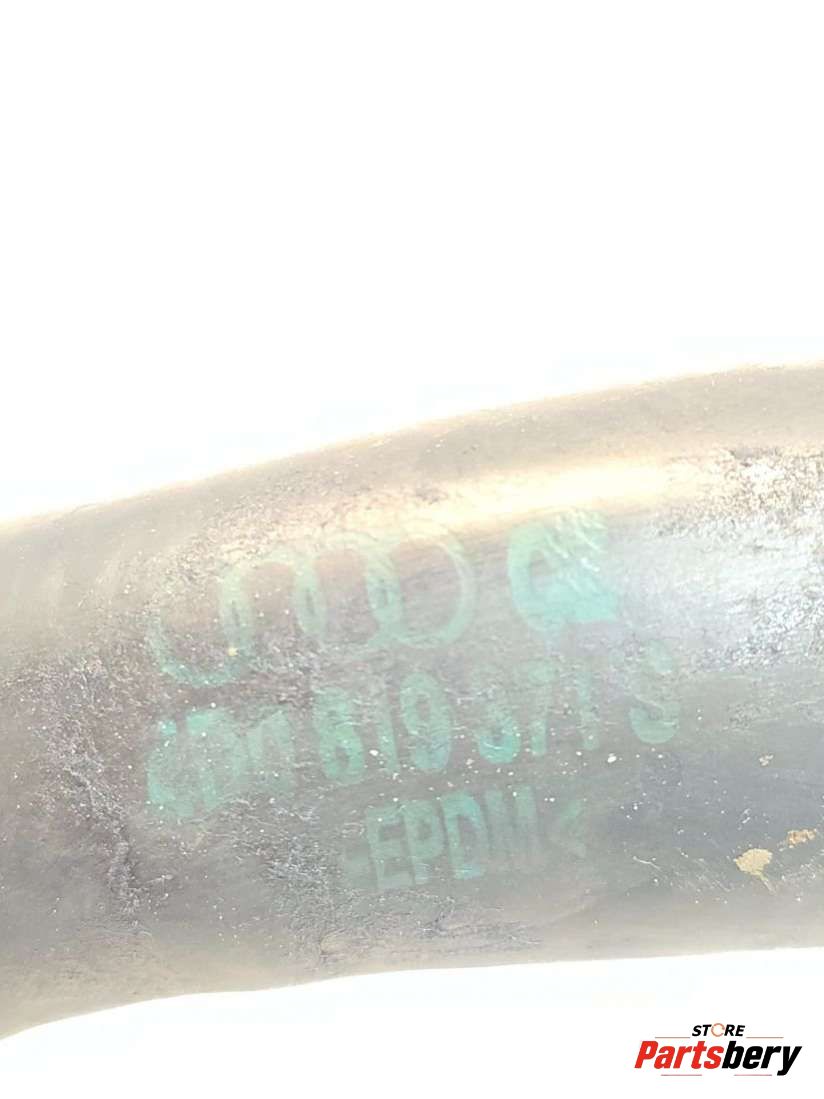 819 371 S
>EPDM<
STORE
Partsbery